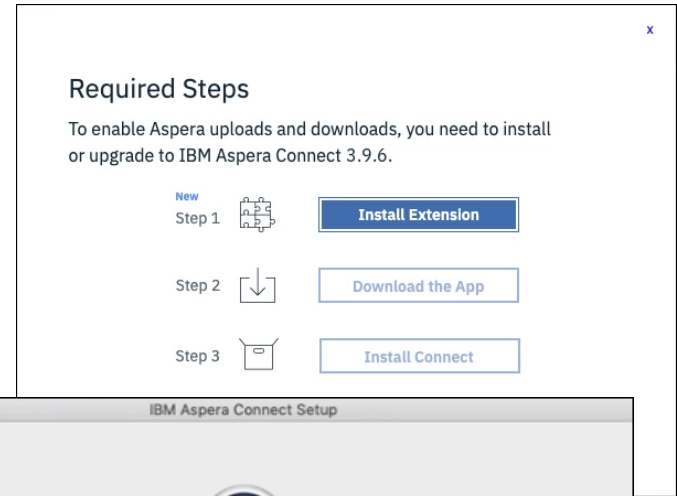 x
Required Steps
To enable Aspera uploads and downloads, you need to install
or upgrade to IBM Aspera Connect 3.9.6.
New
Step 1
Install Extension
Step 2
Download the App
Step 3
Install Connect
IBM Aspera Connect Setup